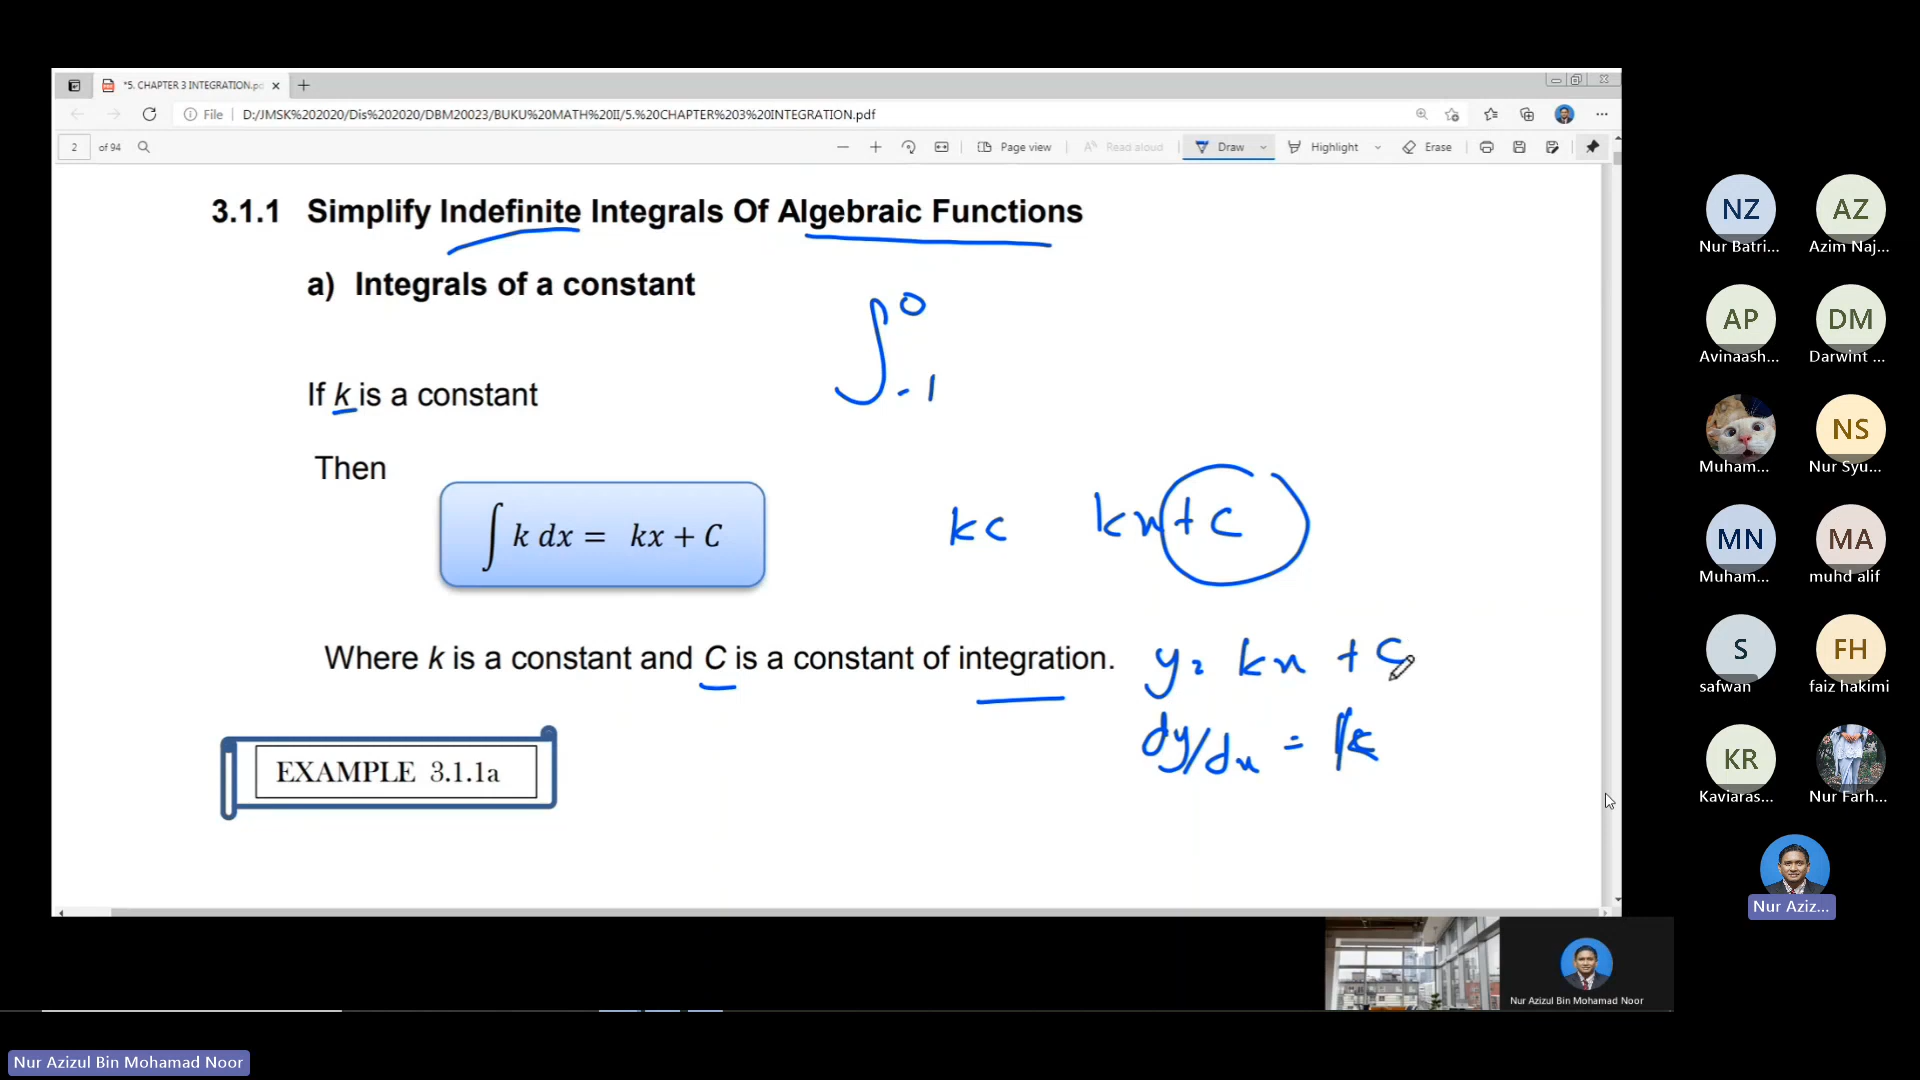 *5. CHAPTER 3 INTEGRATION.pd
File D:/JMSK%202020/Dis%202020/DBM20023/BUKU%20MATH%20II/5.%20CHAPTER%203%20INTEGRATION.pdf
2 of 94 Page view Read aloud Draw Highlight Erase
3.1.1 Simplify Indefinite Integrals Of Algebraic Functions
a) Integrals of a constant
∫ 0
-1
If k is a constant
Then
∫ k dx = kx + C
kc kx + c
Where k is a constant and C is a constant of integration.
y = kx + c
dy/dx = k
EXAMPLE 3.1.1a
NZ AZ
Nur Batri... Azim Naj...
AP DM
Avinaash... Darwint ...
NS
Muham... Nur Syu...
MN MA
Muham... muhd alif
S FH
safwan faiz hakimi
KR
Kaviaras... Nur Farh...
Nur Aziz...
Nur Azizul Bin Mohamad Noor
Nur Azizul Bin Mohamad Noor